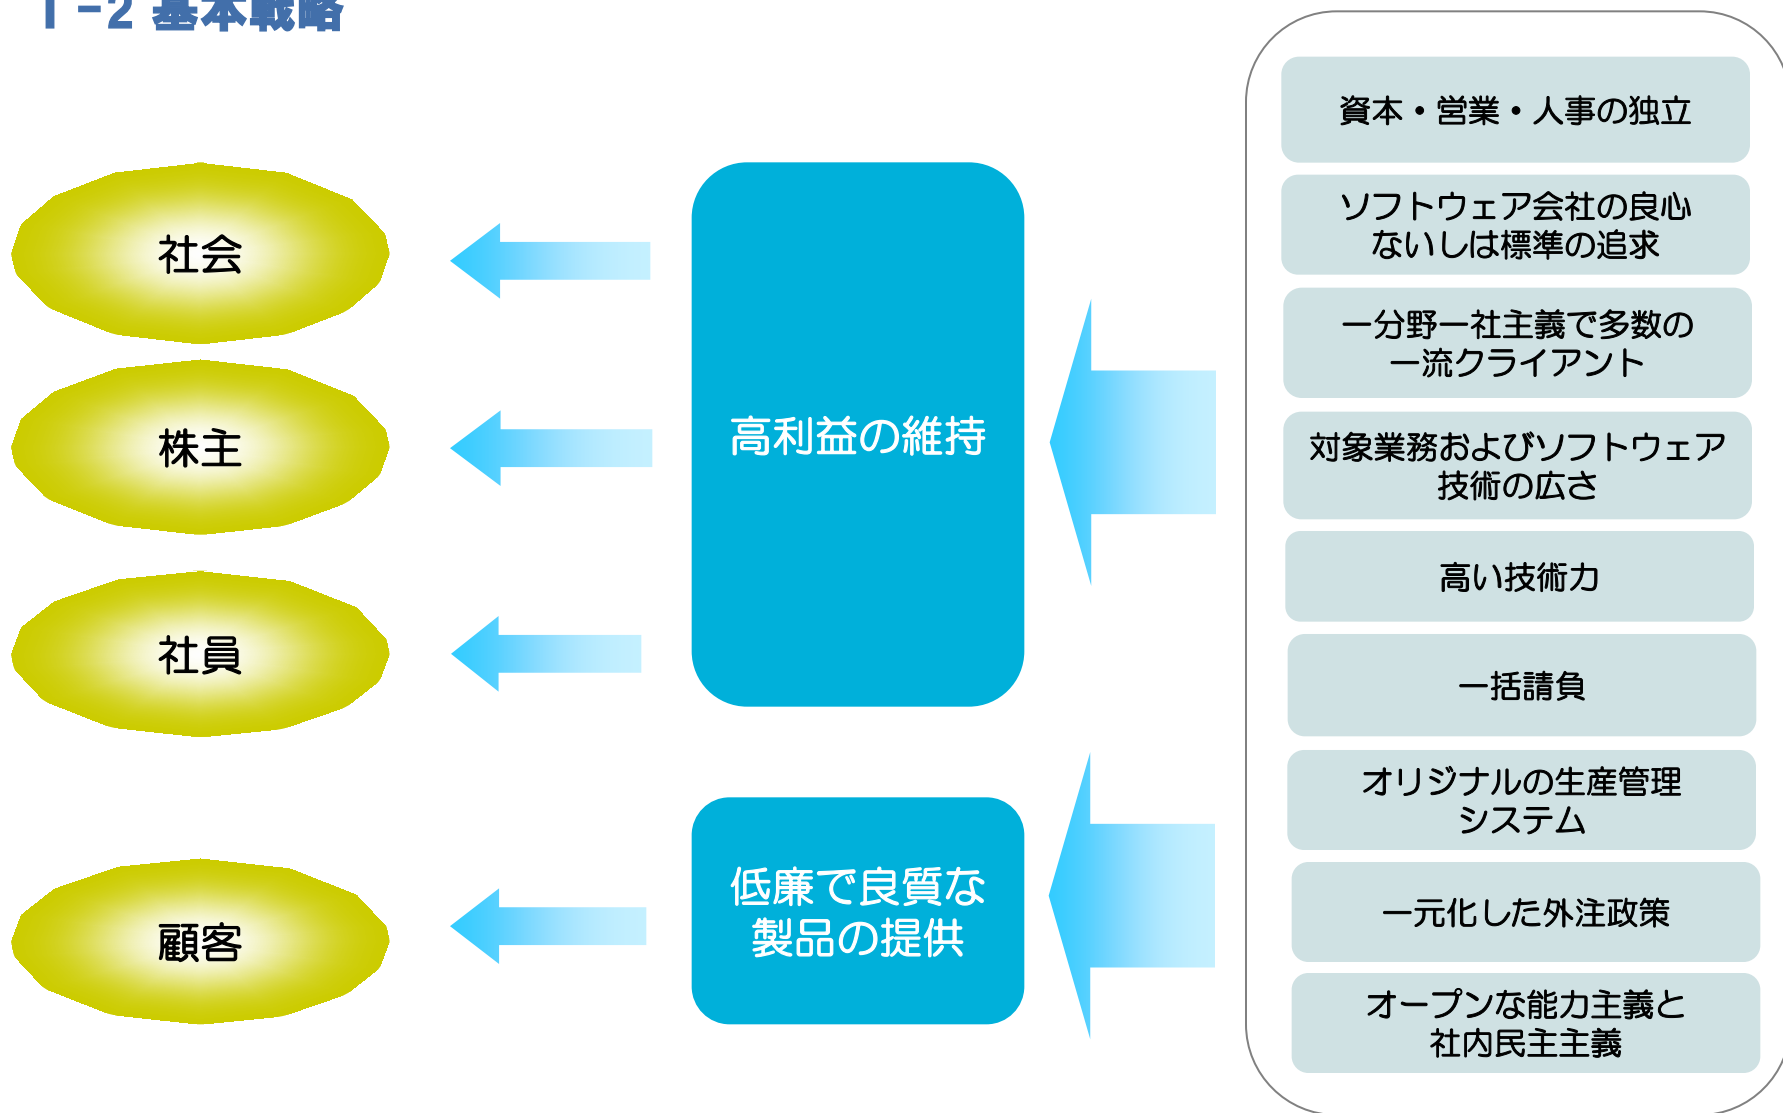 1-2 基本戦略
社会
株主
社員
顧客
高利益の維持
低廉で良質な
製品の提供
資本・営業・人事の独立
ソフトウェア会社の良心
ないしは標準の追求
一分野一社主義で多数の
一流クライアント
対象業務およびソフトウェア
技術の広さ
高い技術力
一括請負
オリジナルの生産管理
システム
一元化した外注政策
オープンな能力主義と
社内民主主義